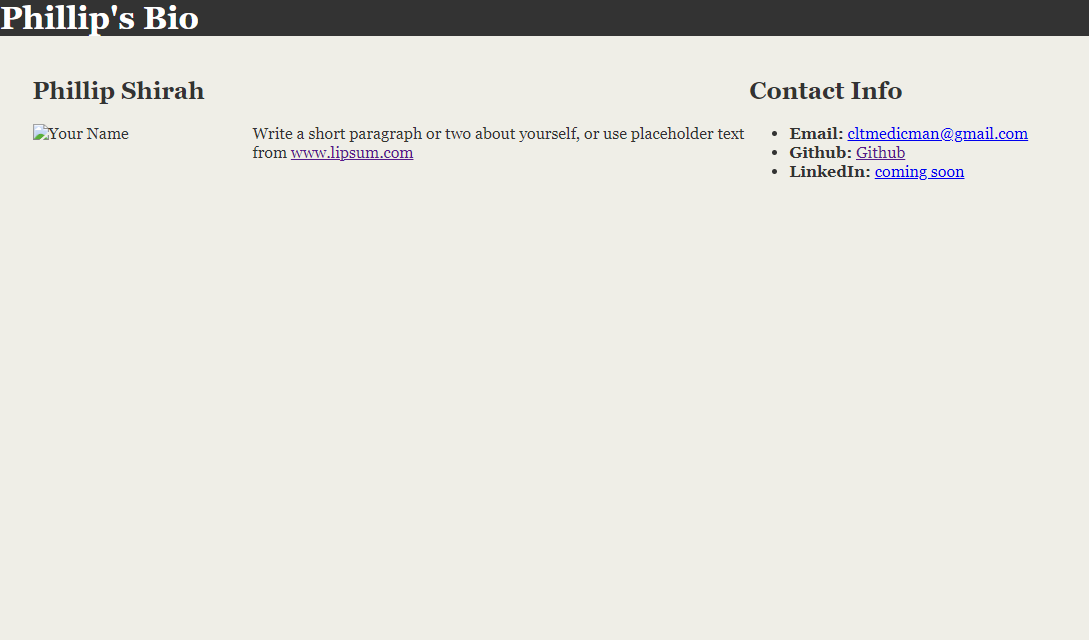 Phillip's Bio
Phillip Shirah
Your Name
Write a short paragraph or two about yourself, or use placeholder text
from www.lipsum.com
Contact Info
Email: cltmedicman@gmail.com
Github: Github
LinkedIn: coming soon